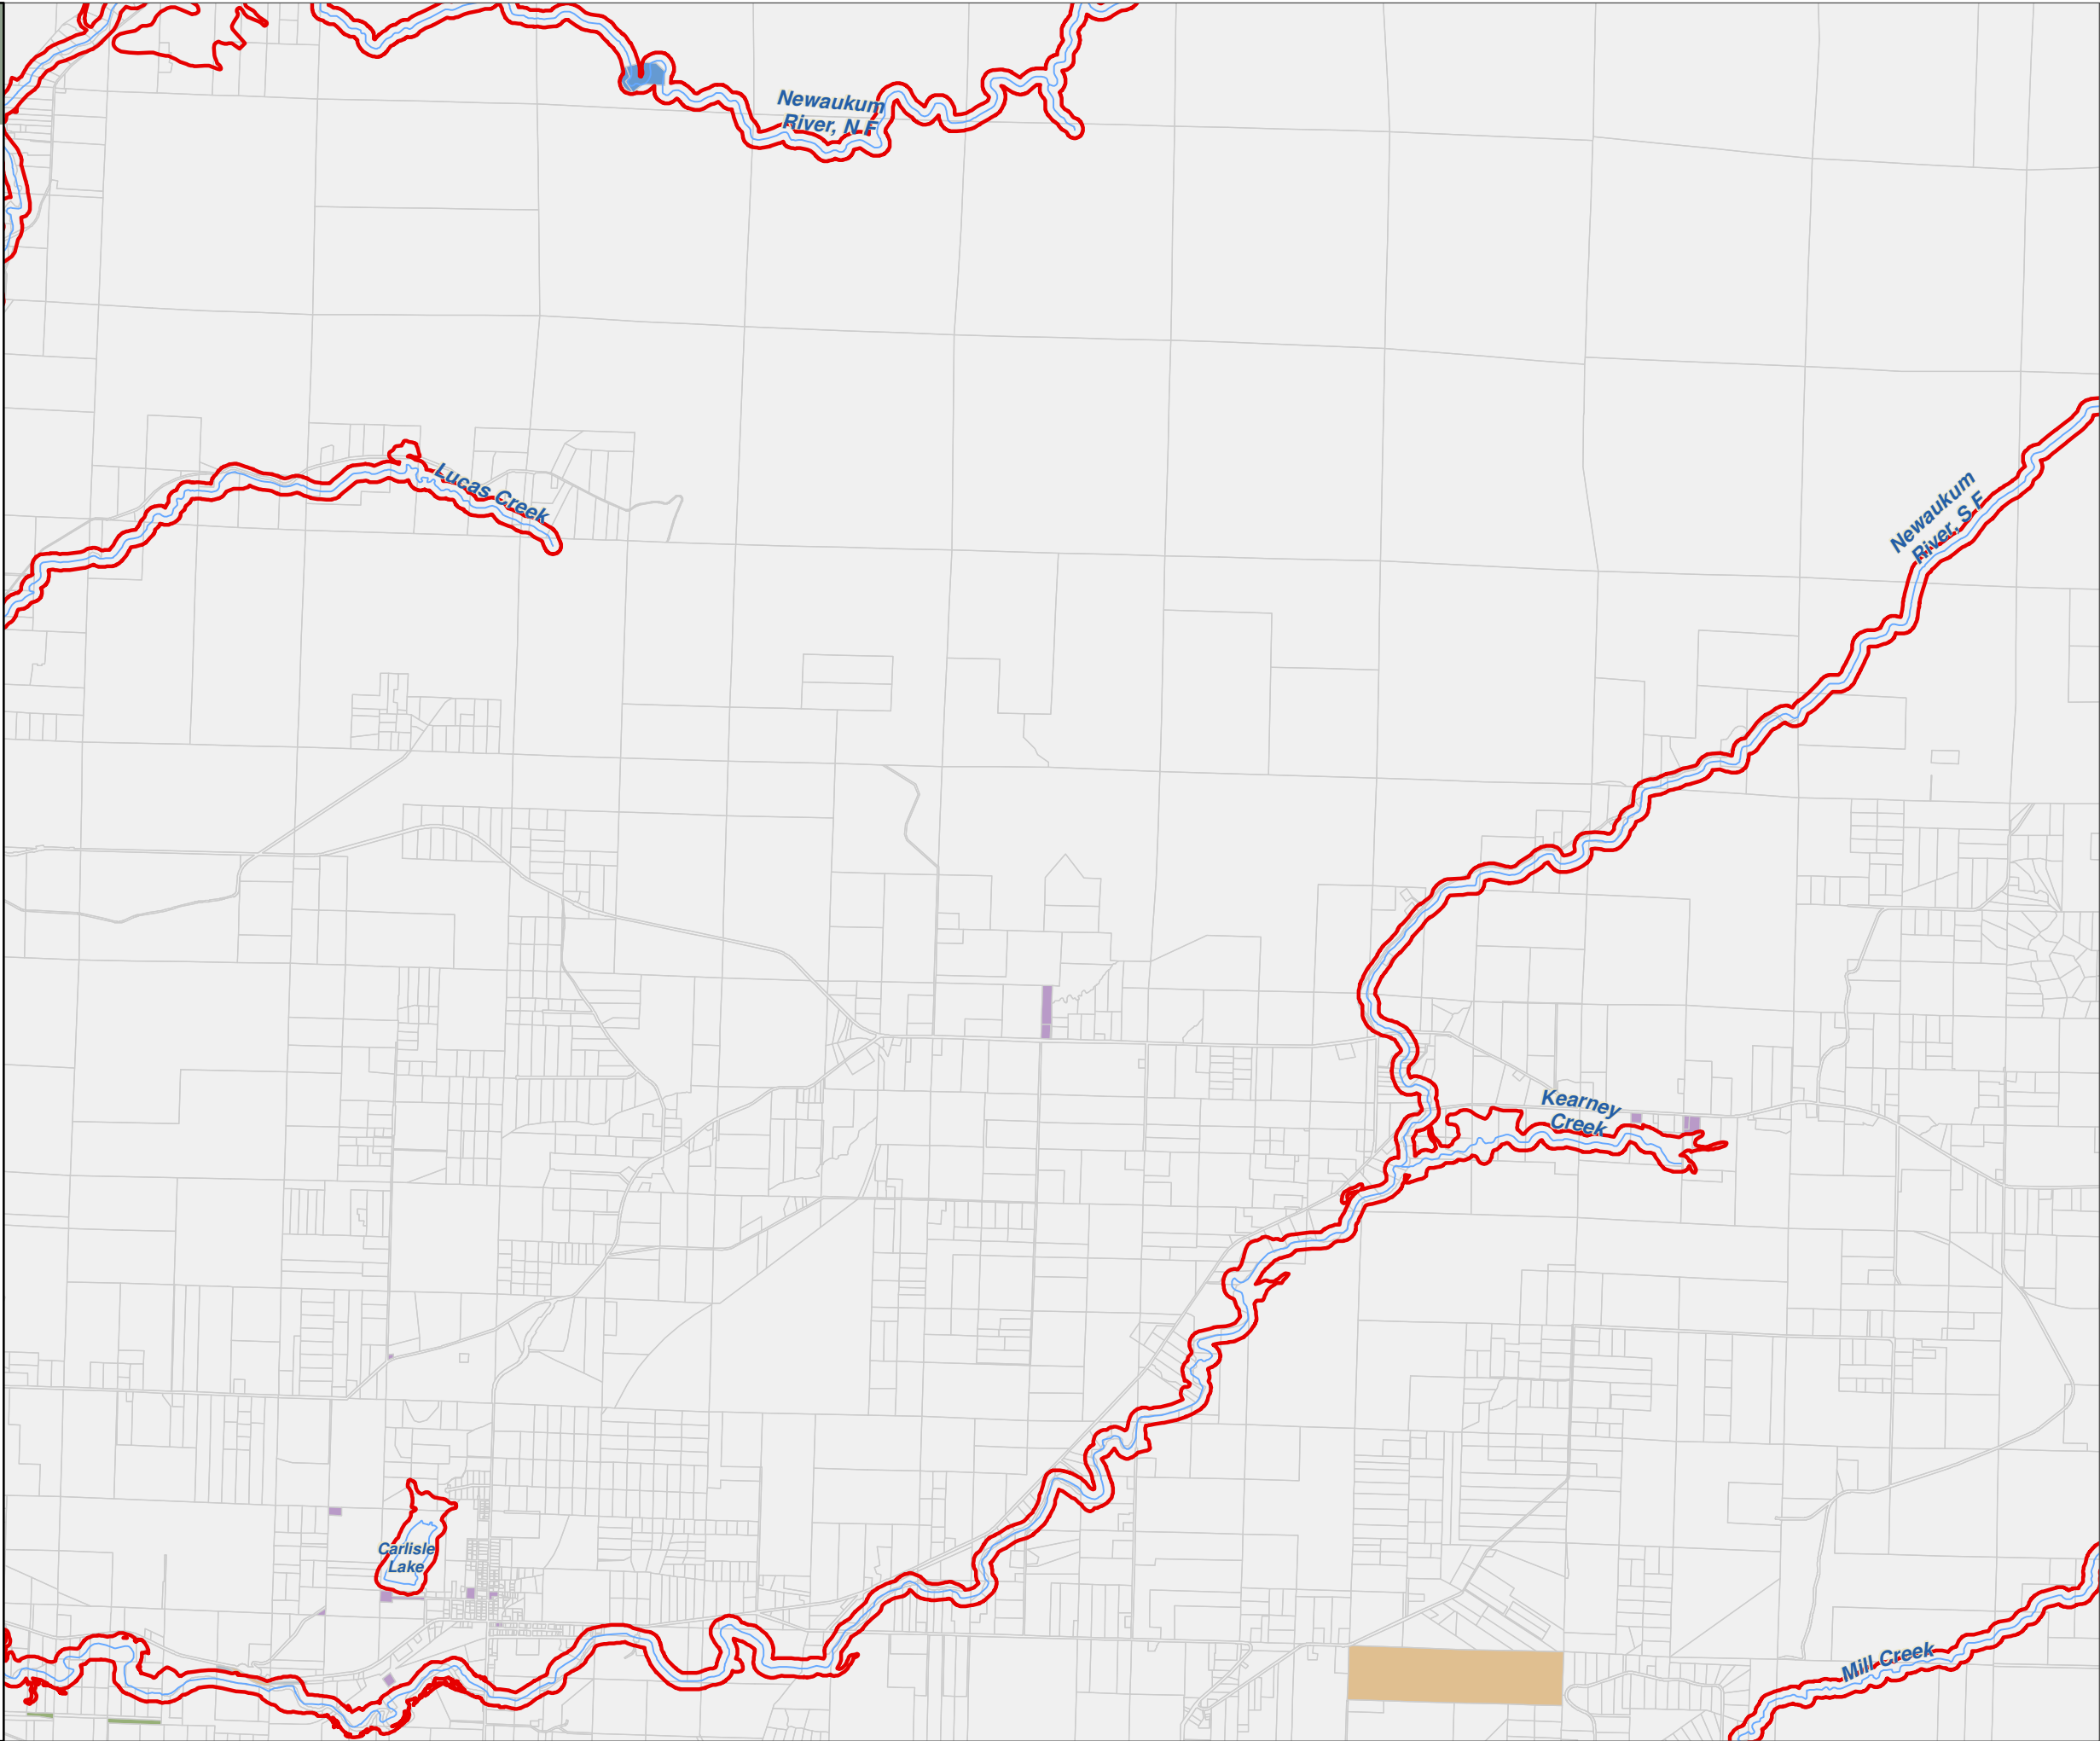 Newaukum
River, N F
Lucas Creek
Newaukum
River, S F
Kearney
Creek
Carlisle
Lake
Mill Creek